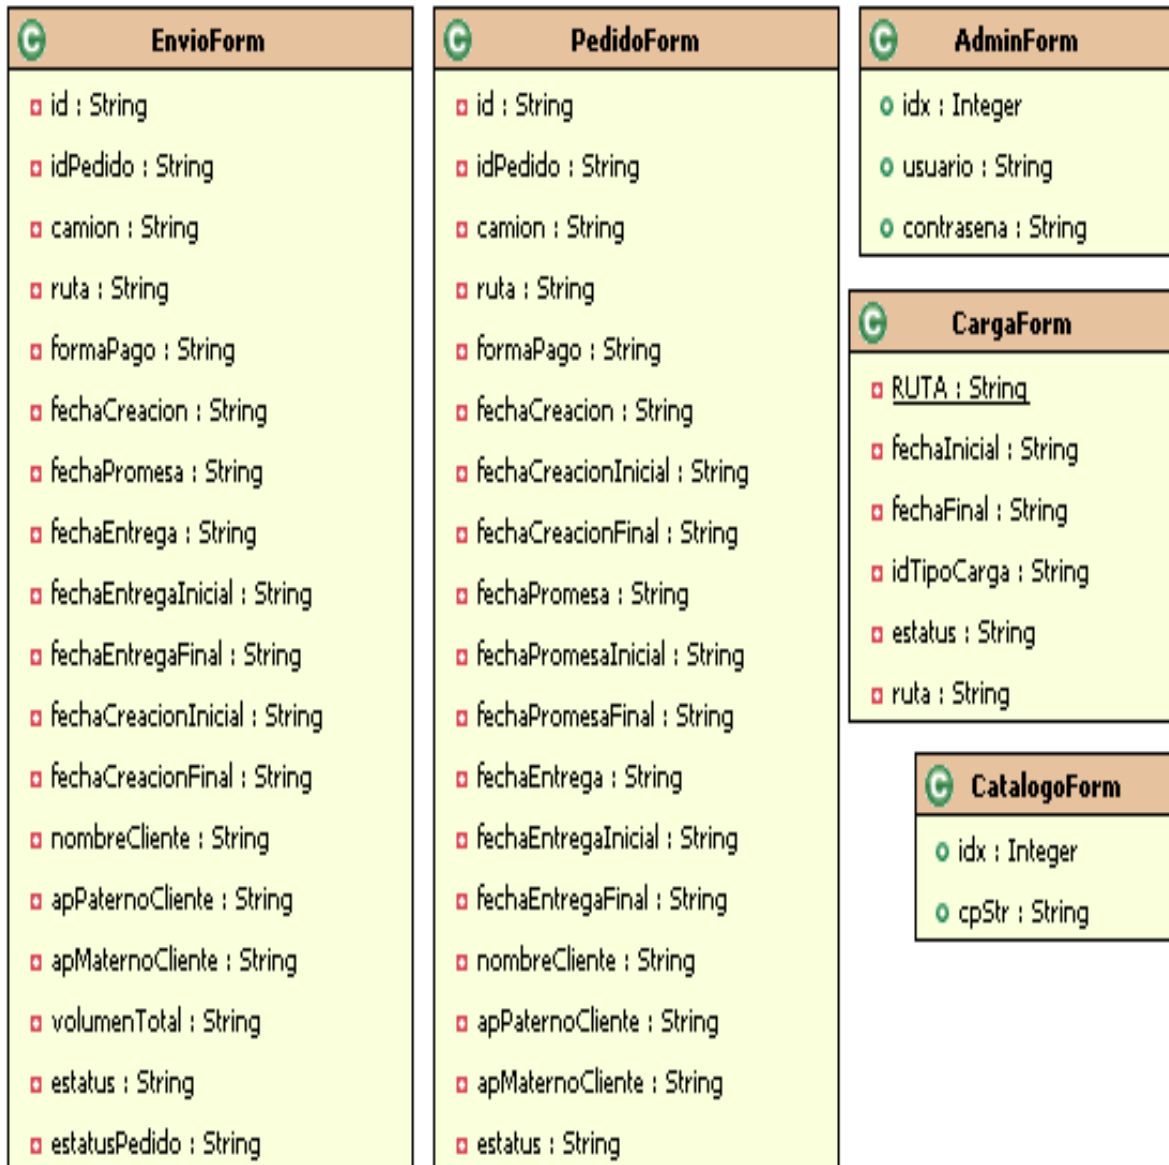 C EnvioForm
id : String
idPedido : String
camion : String
ruta : String
formaPago : String
fechaCreacion : String
fechaPromesa : String
fechaEntrega : String
fechaEntregaInicial : String
fechaEntregaFinal : String
fechaCreacionInicial : String
fechaCreacionFinal : String
nombreCliente : String
apPaternoCliente : String
apMaternoCliente : String
volumenTotal : String
estatus : String
estatusPedido : String
C PedidoForm
id : String
idPedido : String
camion : String
ruta : String
formaPago : String
fechaCreacion : String
fechaCreacionInicial : String
fechaCreacionFinal : String
fechaPromesa : String
fechaPromesaInicial : String
fechaPromesaFinal : String
fechaEntrega : String
fechaEntregaInicial : String
fechaEntregaFinal : String
nombreCliente : String
apPaternoCliente : String
apMaternoCliente : String
estatus : String
C AdminForm
idx : Integer
usuario : String
contrasena : String
C CargaForm
RUTA : String
fechaInicial : String
fechaFinal : String
idTipoCarga : String
estatus : String
ruta : String
C CatalogoForm
idx : Integer
cpStr : String